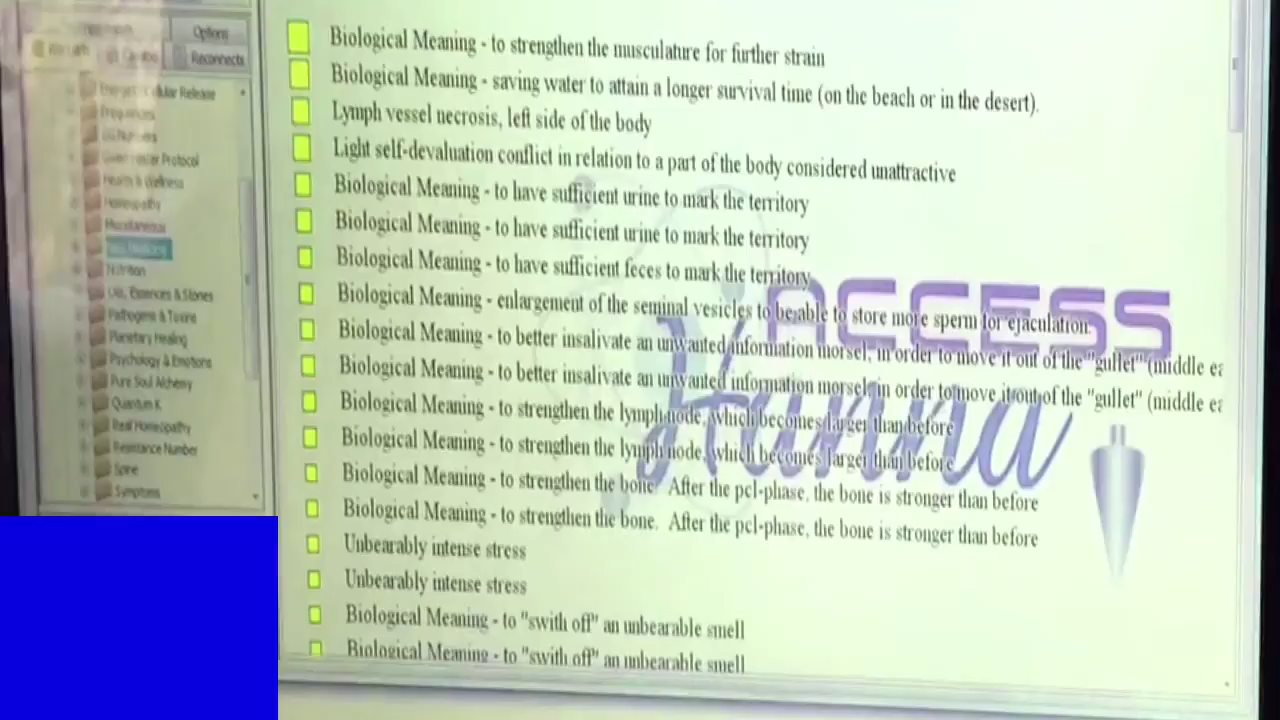 Options
Reconnects
Release
Frequencies
Protocol
Health & Wellness
Homeopathy
Miscellaneous
Nutrition
Oils, Essences & Stones
Pathogens & Toxins
Planetary Healing
Psychology & Emotions
Pure Soul Alchemy
Quantum K
Real Homeopathy
Resistance Number
Spine
Symptoms
Biological Meaning - to strengthen the musculature for further strain
Biological Meaning - saving water to attain a longer survival time (on the beach or in the desert).
Lymph vessel necrosis, left side of the body
Light self-devaluation conflict in relation to a part of the body considered unattractive
Biological Meaning - to have sufficient urine to mark the territory
Biological Meaning - to have sufficient urine to mark the territory
Biological Meaning - to have sufficient feces to mark the territory
Biological Meaning - enlargement of the seminal vesicles to be able to store more sperm for ejaculation.
Biological Meaning - to better insalivate an unwanted information morsel, in order to move it out of the "gullet" (middle
Biological Meaning - to better insalivate an unwanted information morsel, in order to move it out of the "gullet" (middle
Biological Meaning - to strengthen the lymph node, which becomes larger than before
Biological Meaning - to strengthen the lymph node, which becomes larger than before
Biological Meaning - to strengthen the bone. After the pcl-phase, the bone is stronger than before
Biological Meaning - to strengthen the bone. After the pcl-phase, the bone is stronger than before
Unbearably intense stress
Unbearably intense stress
Biological Meaning - to "swith off" an unbearable smell
Biological Meaning - to "swith off" an unbearable smell
ACCESS